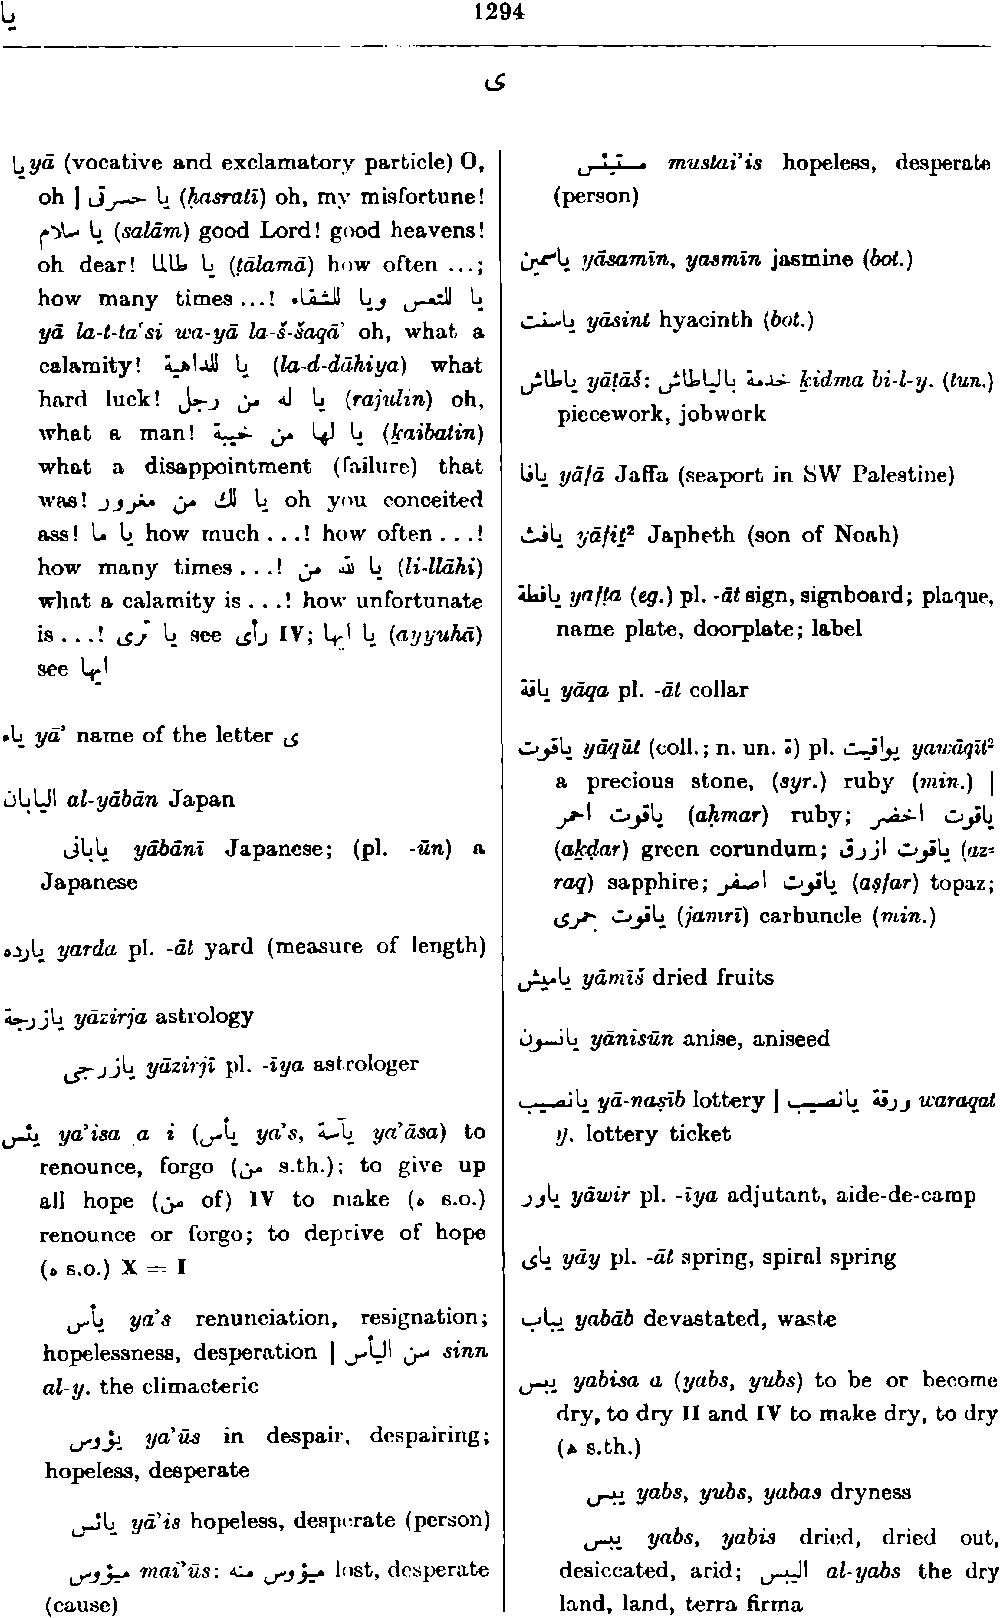 يا
1294
ى
يا yā (vocative and exclamatory particle) O,
oh | يا حسرتى (ḥasratī) oh, my misfortune!
يا سلام (salām) good Lord! good heavens!
oh dear! يا طالما (ṭālamā) how often ...;
how many times ...! يا للتعس ويا للشقاء
yā la-t-ta‘si wa-yā la-š-šaqā’ oh, what a
calamity! يا للداهية (la-d-dāhiya) what
hard luck! يا له من رجل (rajulin) oh,
what a man! يا لها من خيبة (ḵaibatin)
what a disappointment (failure) that
was! يا لك من مغرور oh you conceited
ass! يا ما how much ...! how often ...!
how many times ...! يا لله من (li-llāhi)
what a calamity is ...! how unfortunate
is ...! يا ترى see رأى IV; يا ايها (ayyuhā)
see ايها
ياء yā’ name of the letter ى
اليابان al-yābān Japan
يابانى yābānī Japanese; (pl. -ūn) a
Japanese
يارده yarda pl. -āt yard (measure of length)
يازرجة yāzirja astrology
يازرجى yāzirjī pl. -īya astrologer
يئس ya’isa a i (يأس ya’s, يآسة ya’āsa) to
renounce, forgo (من s.th.); to give up
all hope (من of) IV to make (ه s.o.)
renounce or forgo; to deprive of hope
(ه s.o.) X = I
يأس ya’s renunciation, resignation;
hopelessness, desperation | سن اليأس sinn
al-y. the climacteric
يؤوس ya’ūs in despair, despairing;
hopeless, desperate
يائس yā’is hopeless, desperate (person)
ميؤوس mai’ūs: ميؤوس منه lost, desperate
(cause)
مستيئس mustai’is hopeless, desperate
(person)
ياسمين yāsamīn, yasmīn jasmine (bot.)
ياسنت yāsint hyacinth (bot.)
ياطاش yāṭāš: خدمة بالياطاش ḵidma bi-l-y. (tun.)
piecework, jobwork
يافا yāfā Jaffa (seaport in SW Palestine)
يافث yāfiṯ² Japheth (son of Noah)
يافطة yafṭa (eg.) pl. -āt sign, signboard; plaque,
name plate, doorplate; label
ياقة yāqa pl. -āt collar
ياقوت yāqūt (coll.; n. un. ة) pl. يواقيت yawāqīt²
a precious stone, (syr.) ruby (min.) |
ياقوت احمر (aḥmar) ruby; ياقوت اخضر
(aḵḍar) green corundum; ياقوت ازرق (az-
raq) sapphire; ياقوت اصفر (aṣfar) topaz;
ياقوت جمرى (jamrī) carbuncle (min.)
ياميش yāmīš dried fruits
يانسون yānisūn anise, aniseed
يانصيب yā-naṣīb lottery | ورقة يانصيب waraqat
y. lottery ticket
ياور yāwir pl. -īya adjutant, aide-de-camp
ياى yāy pl. -āt spring, spiral spring
يباب yabāb devastated, waste
يبس yabisa a (yabs, yubs) to be or become
dry, to dry II and IV to make dry, to dry
(ه s.th.)
يبس yabs, yubs, yabas dryness
يبس yabs, yabis dried, dried out,
desiccated, arid; اليبس al-yabs the dry
land, land, terra firma